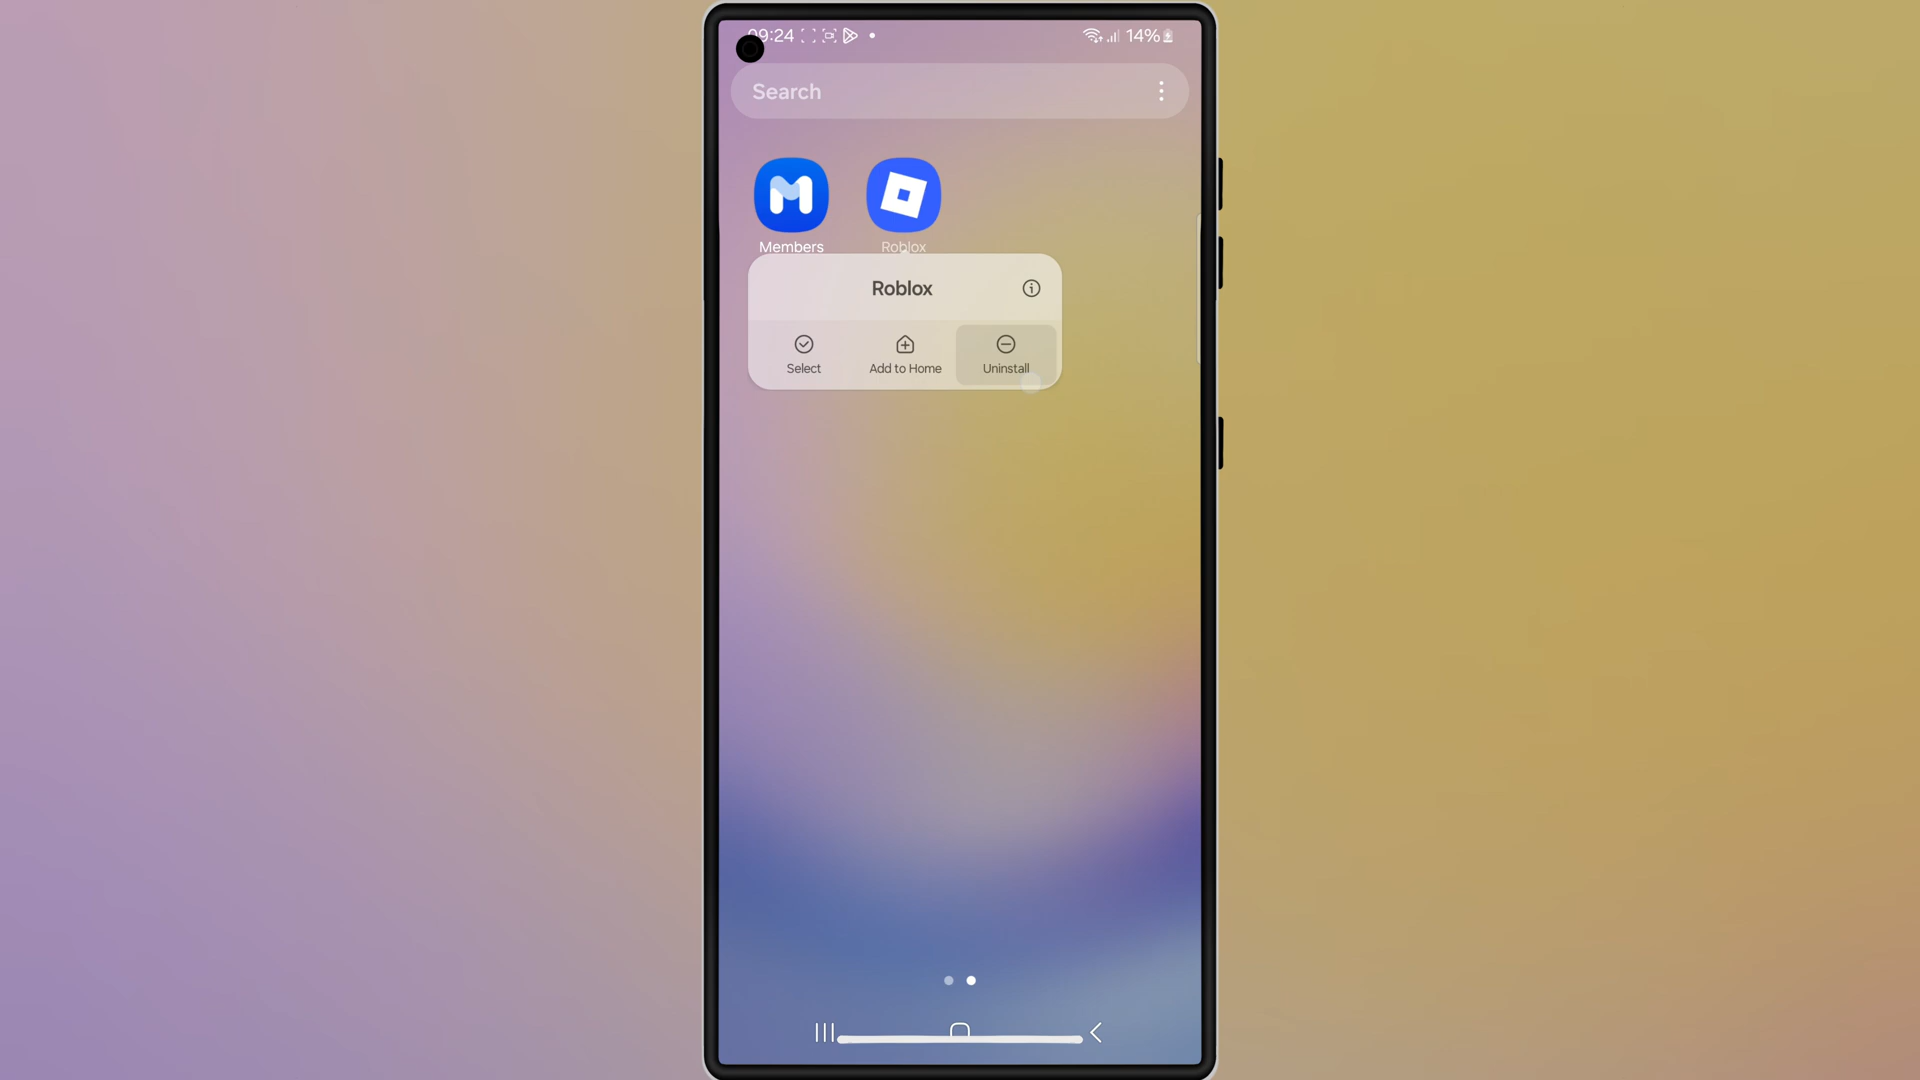 09:24 14%
Search
Members Roblox
Roblox
Select Add to Home Uninstall